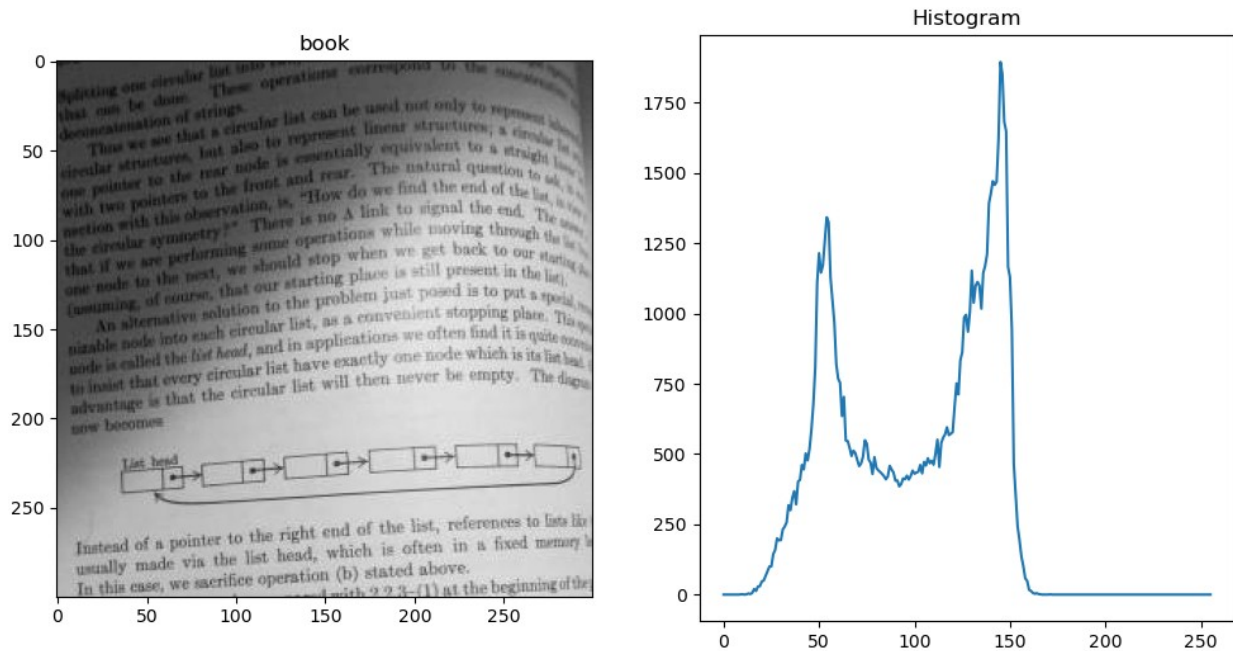 book
0
50
100
150
200
250
0
50
100
150
200
250
Splitting one circular list into
that can be done. These operations correspond to the
deconcatenation of strings.
Thus we see that a circular list can be used not only to represent
circular structures, but also to represent linear structures; a circular list
one pointer to the rear node is essentially equivalent to a straight
with two pointers to the front and rear. The natural question to ask,
nection with this observation, is, "How do we find the end of the list,
the circular symmetry?" There is no Λ link to signal the end. The
that if we are performing some operations while moving through the list
one node to the next, we should stop when we get back to our starting
(assuming, of course, that our starting place is still present in the list).
An alternative solution to the problem just posed is to put a special,
nizable node into each circular list, as a convenient stopping place. This
node is called the list head, and in applications we often find it is quite
to insist that every circular list have exactly one node which is its list head.
advantage is that the circular list will then never be empty. The
now becomes
List head
Instead of a pointer to the right end of the list, references to lists
usually made via the list head, which is often in a fixed memory
In this case, we sacrifice operation (b) stated above.
with 2.2.3–(1) at the beginning of the
Histogram
1750
1500
1250
1000
750
500
250
0
0
50
100
150
200
250